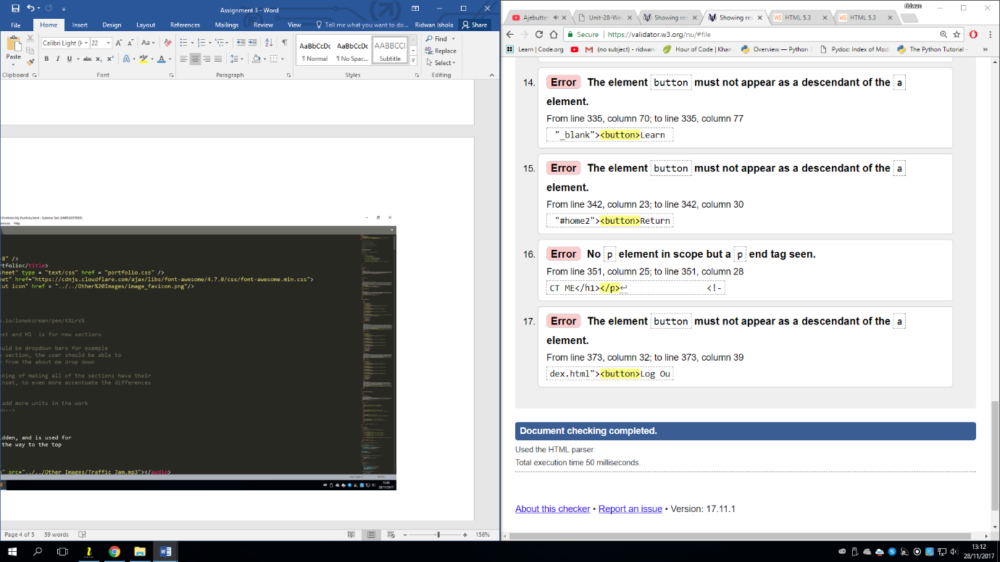 Assignment 3 - Word
File Home Insert Design Layout References Mailings Review View Tell me what you want to do... Ridwan Ishola Share
Paste
Calibri Light (H 22
Aa
B I U abc X₂ X²
AaBbCcDc AaBbCcDc AABBCCI
¶ Normal ¶ No Spac... Subtitle
Find
Replace
Select
Clipboard Font Paragraph Styles Editing
\Portfolio\My Portfolio.html - Sublime Text (UNREGISTERED)
erences Help
-8" />
rtfolio</title>
sheet" type = "text/css" href = "portfolio.css" />
et" href="https://cdnjs.cloudflare.com/ajax/libs/font-awesome/4.7.0/css/font-awesome.min.css">
cut icon" href = "../../Other%20Images/image_favicon.png"/>
n.io/lonekorean/pen/KXLrVX
ext and H1 is for new sections
uld be dropdown bars for example
e section, the user should be able to
from the about me drop down
nking of making all of the sections have their
inset, to even more accentuate the differences
add more units in the work
on-->
idden, and is used for
the way to the top
" src="../../Other Images/Traffic Jam.mp3"></audio>
28/11/2017
Page 4 of 5 59 words 156%
ridwan
Ajebutter Unit-28-Web Showing res Showing res HTML 5.3 HTML 5.3
Secure https://validator.w3.org/nu/#file
Learn | Code.org (no subject) - ridwan Hour of Code | Khan Overview — Python Pydoc: Index of Modu The Python Tutorial -
14. Error The element button must not appear as a descendant of the a
element.
From line 335, column 70; to line 335, column 77
"_blank"><button>Learn
15. Error The element button must not appear as a descendant of the a
element.
From line 342, column 23; to line 342, column 30
"#home2"><button>Return
16. Error No p element in scope but a p end tag seen.
From line 351, column 25; to line 351, column 28
CT ME</h1></p>↩ <!-
17. Error The element button must not appear as a descendant of the a
element.
From line 373, column 32; to line 373, column 39
dex.html"><button>Log Ou
Document checking completed.
Used the HTML parser.
Total execution time 50 milliseconds.
About this checker • Report an issue • Version: 17.11.1
13:12
28/11/2017